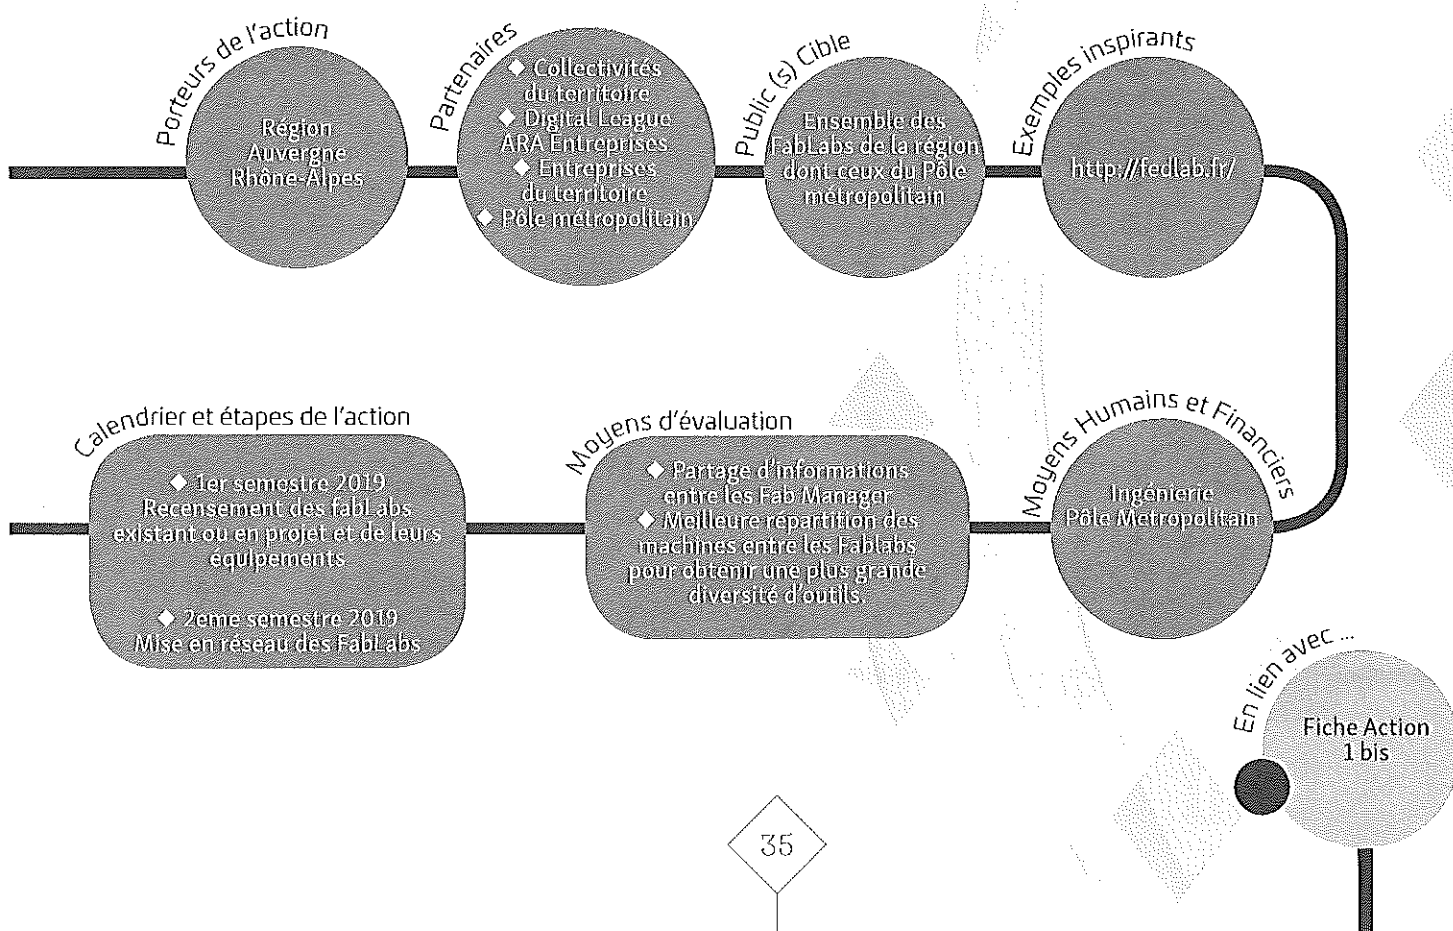 Porteurs de l'action
Région
Auvergne
Rhône-Alpes
Partenaires
◆ Collectivités
du territoire
◆ Digital League
ARA Entreprises
◆ Entreprises
du territoire
◆ Pôle métropolitain
Public (s) Cible
Ensemble des
FabLabs de la région
dont ceux du Pôle
métropolitain
Exemples inspirants
http://fedlab.fr/
Calendrier et étapes de l'action
◆ 1er semestre 2019
Recensement des fabLabs
existant ou en projet et de leurs
équipements
◆ 2eme semestre 2019
Mise en réseau des FabLabs
Moyens d'évaluation
◆ Partage d'informations
entre les Fab Manager
◆ Meilleure répartition des
machines entre les Fablabs
pour obtenir une plus grande
diversité d'outils.
Moyens Humains et Financiers
Ingénierie
Pôle Métropolitain
En lien avec ...
Fiche Action
1 bis
35